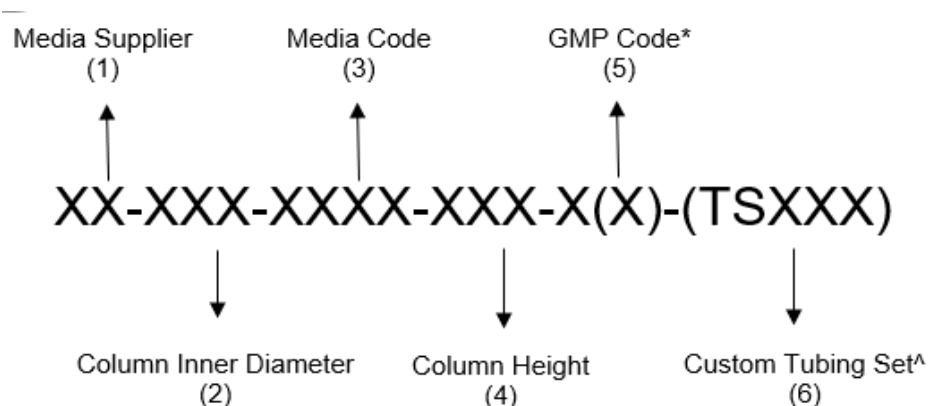 Media Supplier
(1)
Media Code
(3)
GMP Code*
(5)
XX-XXX-XXXX-XXX-X(X)-(TSXXX)
Column Inner Diameter
(2)
Column Height
(4)
Custom Tubing Set^
(6)